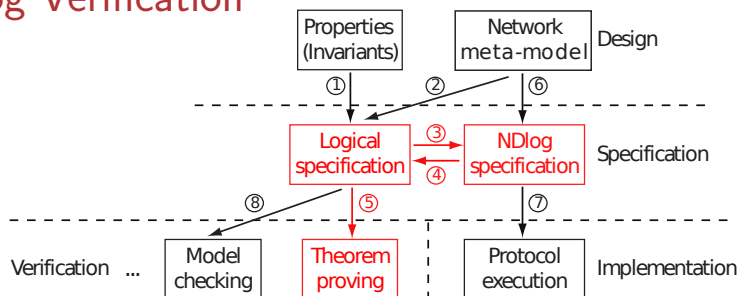 Verification
Properties
(Invariants)
Network
meta-model
Design
①
②
⑥
Logical
specification
③
④
NDlog
specification
Specification
⑧
⑤
⑦
Verification ...
Model
checking
Theorem
proving
Protocol
execution
Implementation